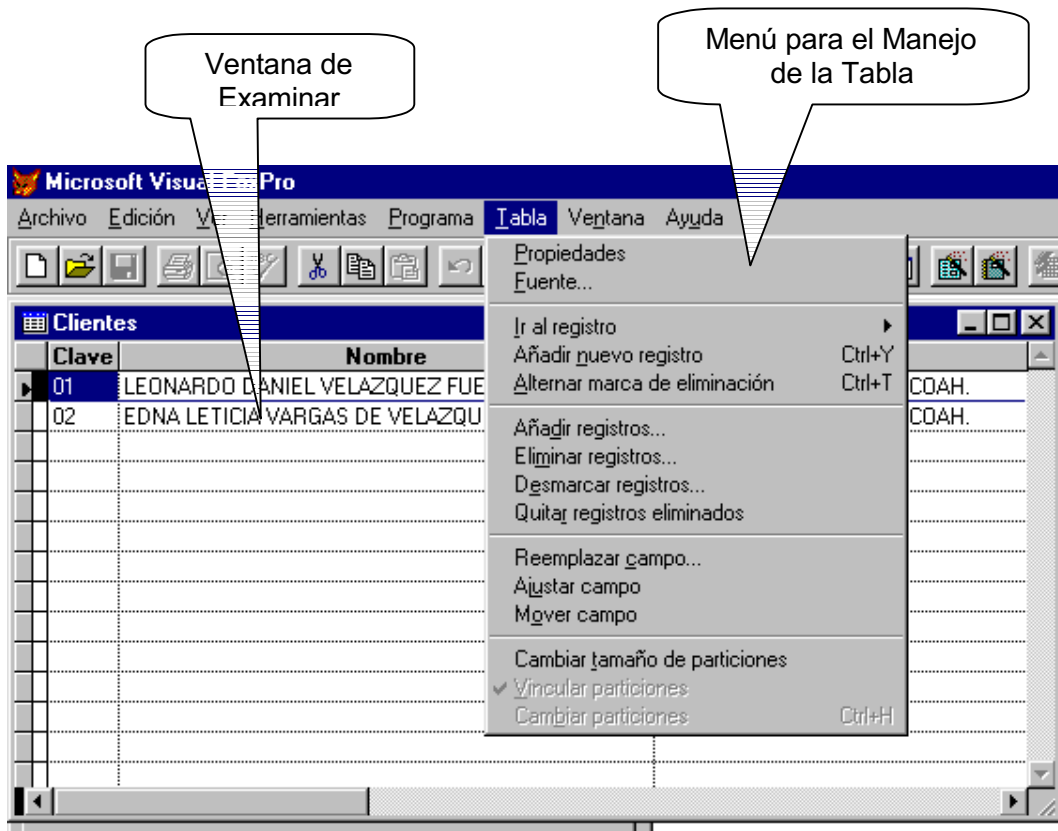 Ventana de
Examinar
Menú para el Manejo
de la Tabla
Microsoft Visual FoxPro
Archivo Edición Ver Herramientas Programa Tabla Ventana Ayuda
Propiedades
Fuente...
Ir al registro
Añadir nuevo registro Ctrl+Y
Alternar marca de eliminación Ctrl+T
Añadir registros...
Eliminar registros...
Desmarcar registros...
Quitar registros eliminados
Reemplazar campo...
Ajustar campo
Mover campo
Cambiar tamaño de particiones
Vincular particiones
Cambiar particiones Ctrl+H
Clientes
Clave Nombre
01 LEONARDO DANIEL VELAZQUEZ FUE COAH.
02 EDNA LETICIA VARGAS DE VELAZQU COAH.